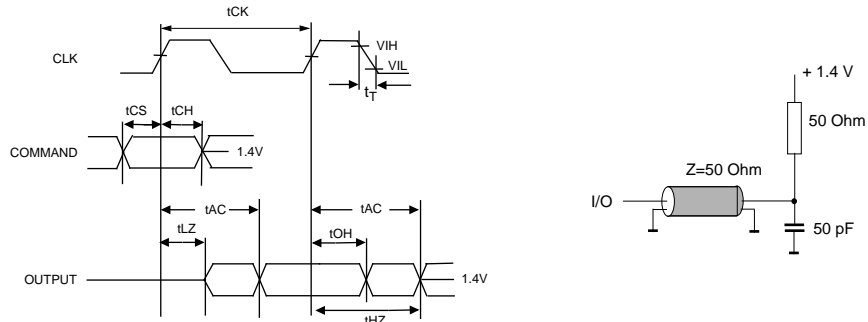 tCK
CLK
VIH
VIL
tT
tCS
tCH
COMMAND
1.4V
tAC
tAC
tLZ
tOH
OUTPUT
1.4V
tHZ
+ 1.4 V
50 Ohm
Z=50 Ohm
I/O
50 pF